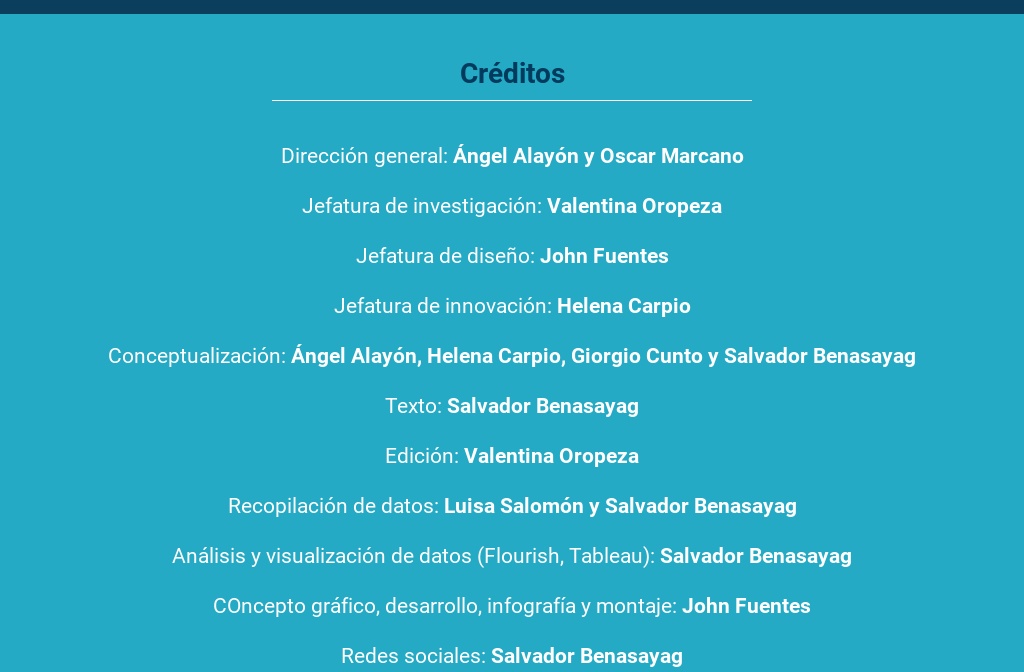 Créditos
Dirección general: Ángel Alayón y Oscar Marcano
Jefatura de investigación: Valentina Oropeza
Jefatura de diseño: John Fuentes
Jefatura de innovación: Helena Carpio
Conceptualización: Ángel Alayón, Helena Carpio, Giorgio Cunto y Salvador Benasayag
Texto: Salvador Benasayag
Edición: Valentina Oropeza
Recopilación de datos: Luisa Salomón y Salvador Benasayag
Análisis y visualización de datos (Flourish, Tableau): Salvador Benasayag
COncepto gráfico, desarrollo, infografía y montaje: John Fuentes
Redes sociales: Salvador Benasayag